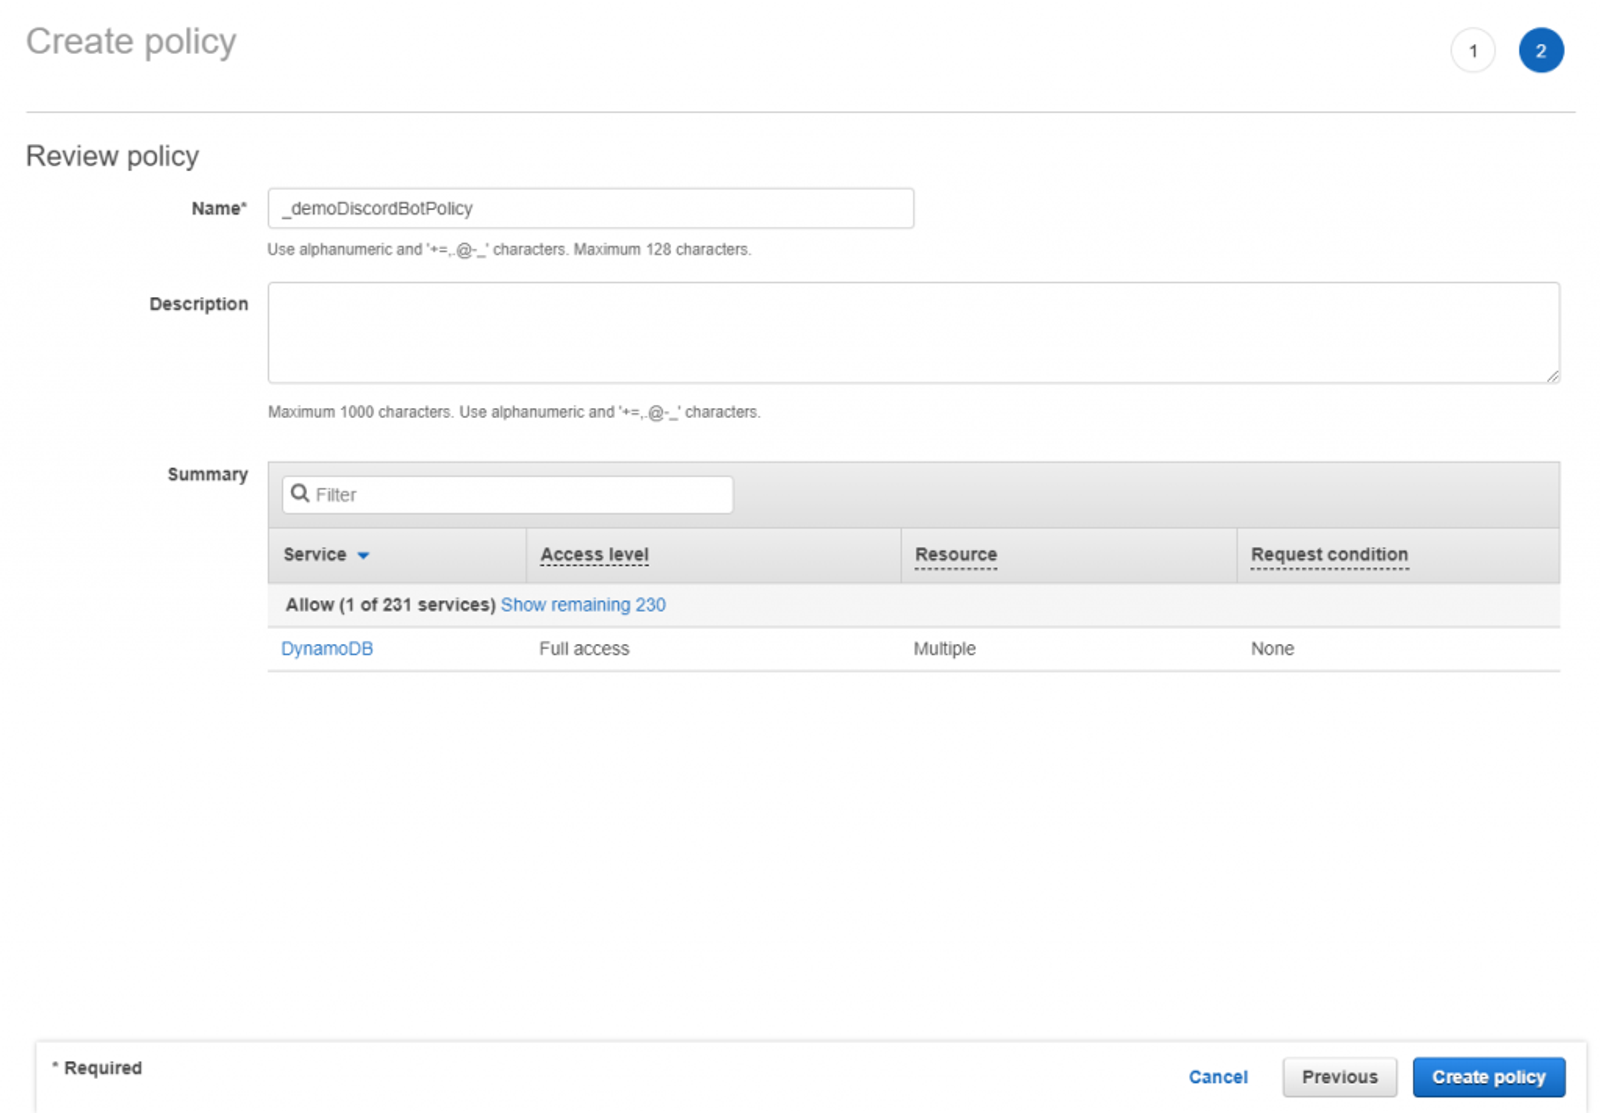 Create policy
1 2
Review policy
Name* _demoDiscordBotPolicy
Use alphanumeric and '+=,.@-_' characters. Maximum 128 characters.
Description
Maximum 1000 characters. Use alphanumeric and '+=,.@-_' characters.
Summary
Filter
Service Access level Resource Request condition
Allow (1 of 231 services) Show remaining 230
DynamoDB Full access Multiple None
* Required Cancel Previous Create policy